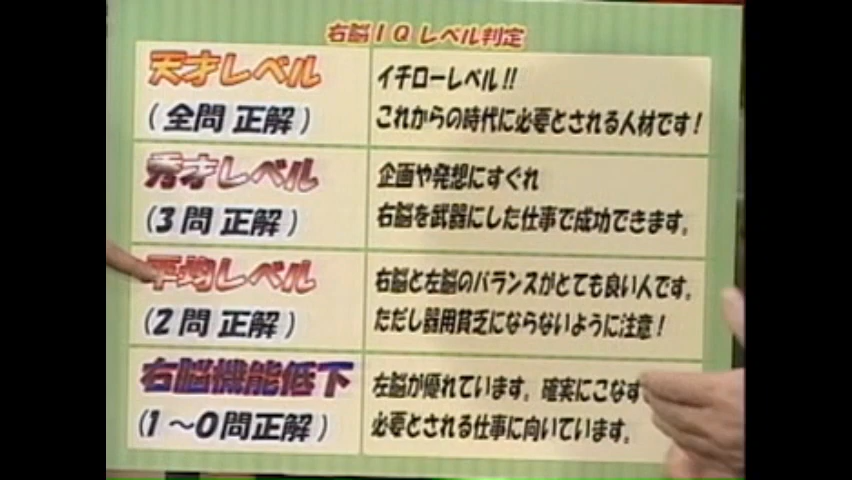 右脳IQレベル判定
天才レベル
(全問正解)
イチローレベル!!
これからの時代に必要とされる人材です!
秀才レベル
(3問正解)
企画や発想にすぐれ
右脳を武器にした仕事で成功できます。
平均レベル
(2問正解)
右脳と左脳のバランスがとても良い人です。
ただし器用貧乏にならないように注意!
右脳機能低下
(1〜0問正解)
左脳が優れています。確実にこなす
必要とされる仕事に向いています。